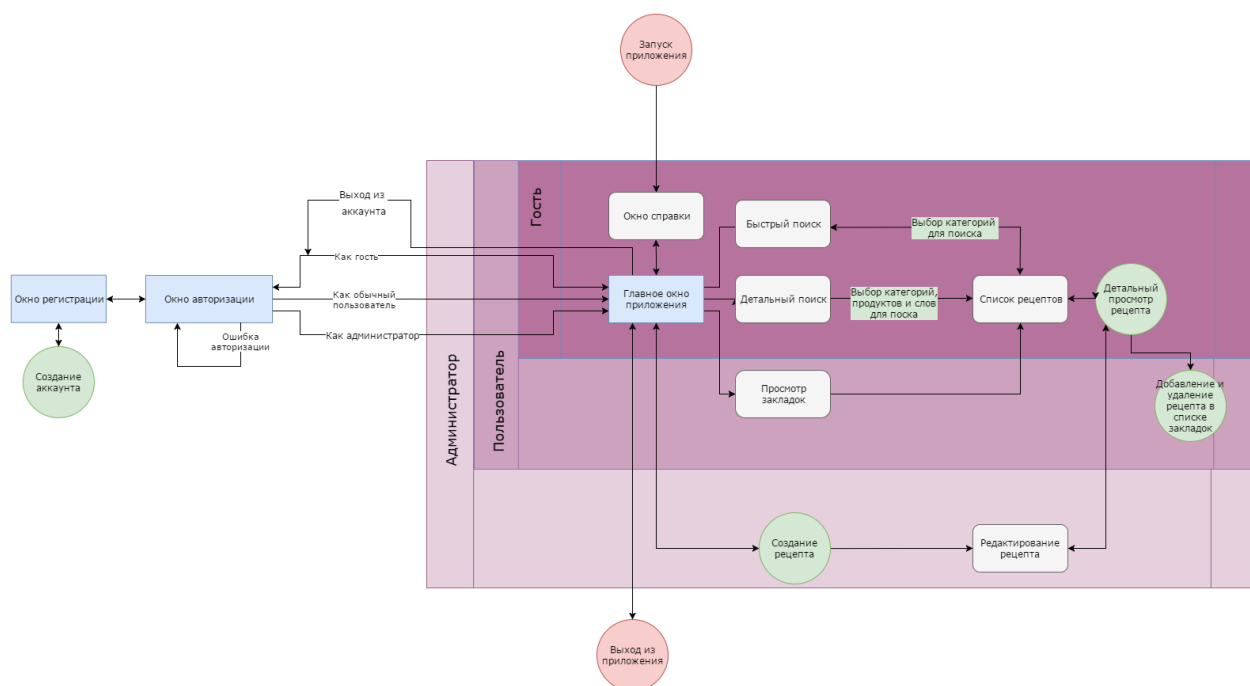 Запуск
приложения
Гость
Пользователь
Администратор
Выход из
аккаунта
Окно справки
Быстрый поиск
Выбор категорий
для поиска
Как гость
Окно регистрации
Окно авторизации
Как обычный
пользователь
Как администратор
Ошибка
авторизации
Создание
аккаунта
Главное окно
приложения
Детальный поиск
Выбор категорий,
продуктов и слов
для поска
Список рецептов
Детальный
просмотр
рецепта
Просмотр
закладок
Добавление и
удаление
рецепта в
списке
закладок
Создание
рецепта
Редактирование
рецепта
Выход из
приложения